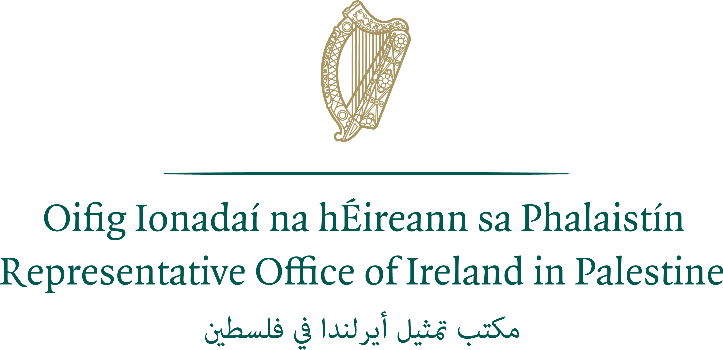 Oifig Ionadaí na hÉireann sa Phalaistín
Representative Office of Ireland in Palestine
مكتب تمثيل أيرلندا في فلسطين